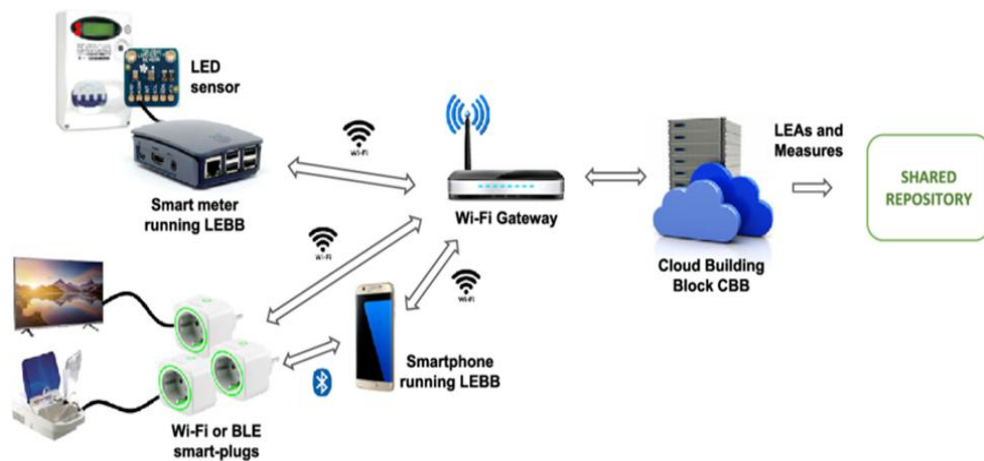 LED
sensor
Wi-Fi
LEAs and
Measures
SHARED
REPOSITORY
Smart meter
running LEBB
Wi-Fi Gateway
Wi-Fi
Cloud Building
Block CBB
Wi-Fi
Smartphone
running LEBB
Wi-Fi or BLE
smart-plugs